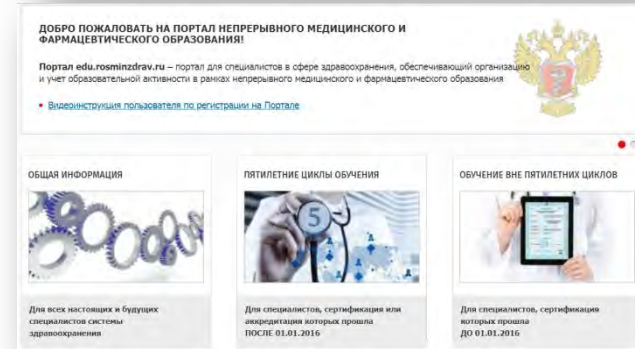 ДОБРО ПОЖАЛОВАТЬ НА ПОРТАЛ НЕПРЕРЫВНОГО МЕДИЦИНСКОГО И
ФАРМАЦЕВТИЧЕСКОГО ОБРАЗОВАНИЯ!
Портал edu.rosminzdrav.ru – портал для специалистов в сфере здравоохранения, обеспечивающий организацию
и учет образовательной активности в рамках непрерывного медицинского и фармацевтического образования
• Видеоинструкция пользователя по регистрации на Портале
ОБЩАЯ ИНФОРМАЦИЯ
Для всех настоящих и будущих
специалистов системы
здравоохранения
ПЯТИЛЕТНИЕ ЦИКЛЫ ОБУЧЕНИЯ
5
Для специалистов, сертификация или
аккредитация которых прошла
ПОСЛЕ 01.01.2016
ОБУЧЕНИЕ ВНЕ ПЯТИЛЕТНИХ ЦИКЛОВ
Для специалистов, сертификация
которых прошла
ДО 01.01.2016